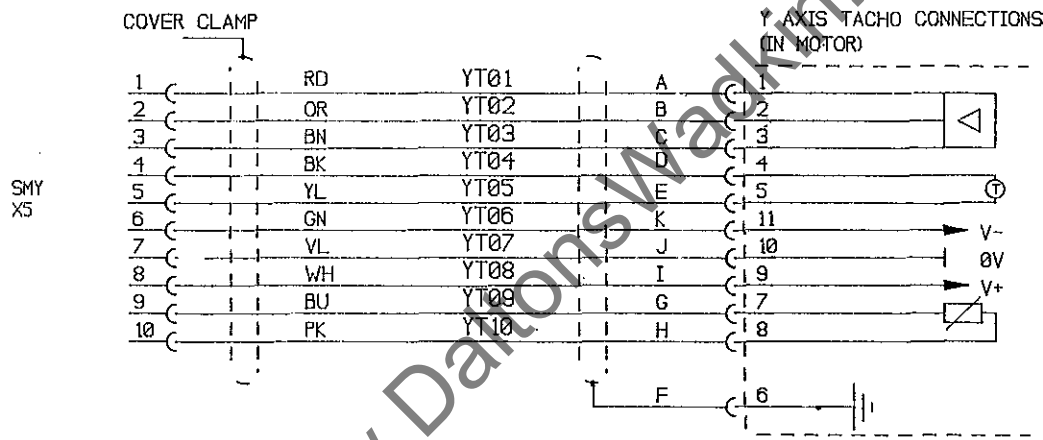 COVER CLAMP
Y AXIS TACHO CONNECTIONS
(IN MOTOR)
SMY
X5
1 RD YT01 A 1
2 OR YT02 B 2
3 BN YT03 C 3
4 BK YT04 D 4
5 YL YT05 E 5 T
6 GN YT06 K 11 V~
7 VL YT07 J 10 0V
8 WH YT08 I 9 V+
9 BU YT09 G 7
10 PK YT10 H 8
F 6
DaltonsWadkin